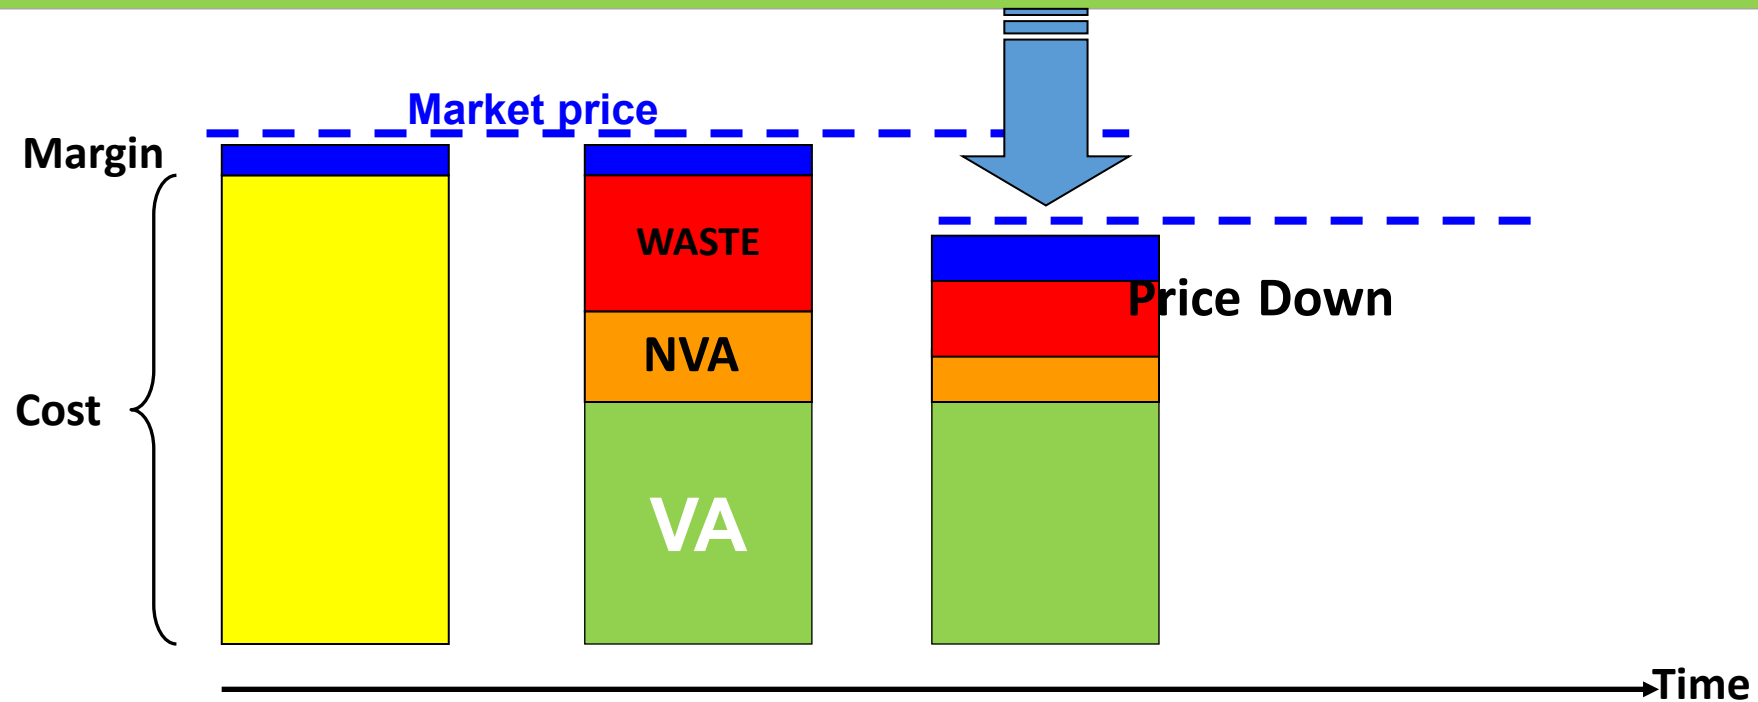 Market price
Margin
WASTE
Price Down
NVA
Cost
VA
Time